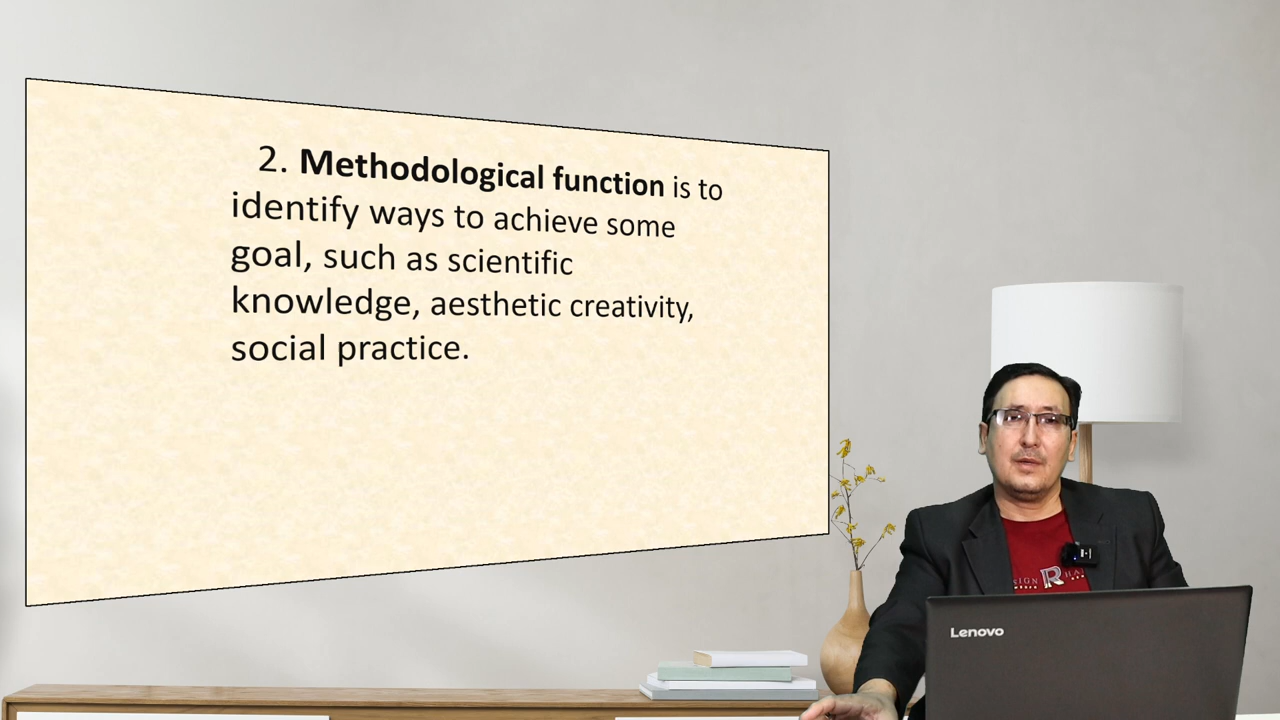 2. Methodological function is to
identify ways to achieve some
goal, such as scientific
knowledge, aesthetic creativity,
social practice.
Lenovo